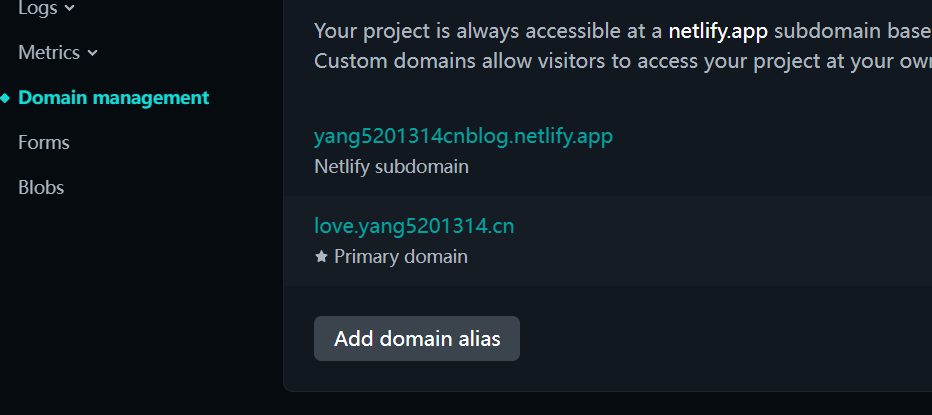 Logs
Metrics
Domain management
Forms
Blobs
Your project is always accessible at a netlify.app subdomain base
Custom domains allow visitors to access your project at your own
yang5201314cnblog.netlify.app
Netlify subdomain
love.yang5201314.cn
Primary domain
Add domain alias